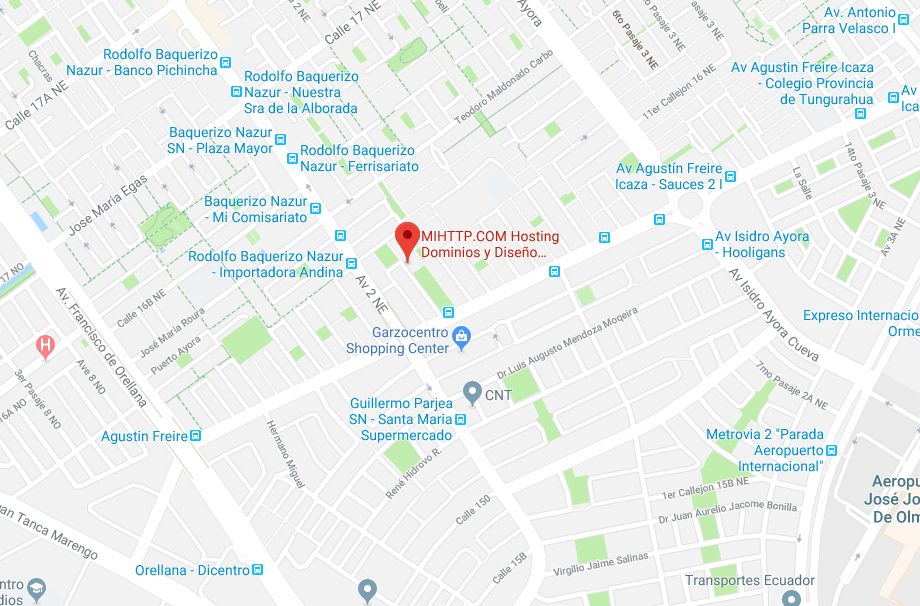 Calle 17 NE
Calle 17 NE
Ayora
6to Pasaje 3 NE
Pasaje 3 NE
Av. Antonio
Parra Velasco I
Chacras
Rodolfo Baquerizo
Nazur - Banco Pichincha
Rodolfo Baquerizo
Nazur - Nuestra
Sra de la Alborada
Teodoro Maldonado Carbo
11er Callejon 16 NE
Av Agustin Freire Icaza
- Colegio Provincia
de Tungurahua
Av
Ica
Calle 17A NE
Baquerizo Nazur
SN - Plaza Mayor
Rodolfo Baquerizo
Nazur - Ferrisariato
Av Agustín Freire
Icaza - Sauces 2 I
La Salle
14to Pasaje 3 NE
Av 3A NE
Jose Maria Egas
Baquerizo Nazur
- Mi Comisariato
MIHTTP.COM Hosting
Dominios y Diseño...
Av Isidro Ayora
- Hooligans
Rodolfo Baquerizo Nazur
- Importadora Andina
17 NO
Av. Francisco de Orellana
Calle 16B NE
Av 2 NE
Av Isidro Ayora Cueva
José María Roura
Puerto Ayora
Expreso Internacio
Orme
Garzocentro
Shopping Center
Dr.Luis Augusto Mendoza Moqeira
H
3er Pasaje 8 NO
Ave 8 NO
16A NO
7mo Pasaje 2A NE
CNT
Guillermo Parjea
SN - Santa Maria
Supermercado
Agustin Freire
Hermano Miguel
René Hidrovo R.
Metrovia 2 "Parada
Aeropuerto
Internacional"
Aeropu
José Jo
De Olm
1er Callejon 15B NE
Dr Juan Aurelio Jacome Bonilla
Calle 150
an Tanca Marengo
Calle 15B
Virgilio Jaime Salinas
Orellana - Dicentro
Transportes Ecuador
entro
dios